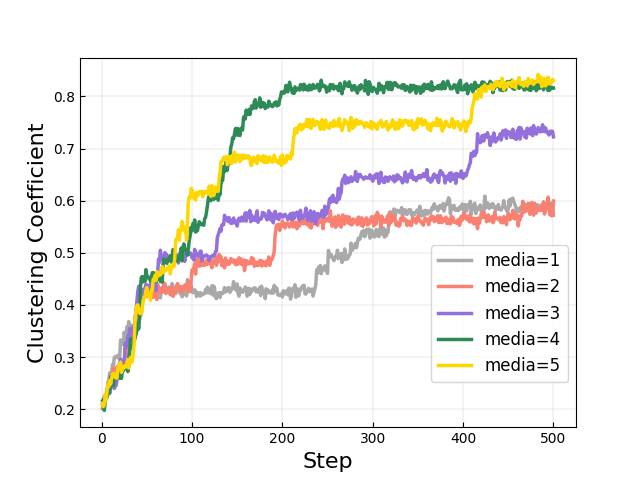 0.8
0.7
0.6
0.5
0.4
0.3
0.2
Clustering Coefficient
media=1
media=2
media=3
media=4
media=5
0 100 200 300 400 500
Step